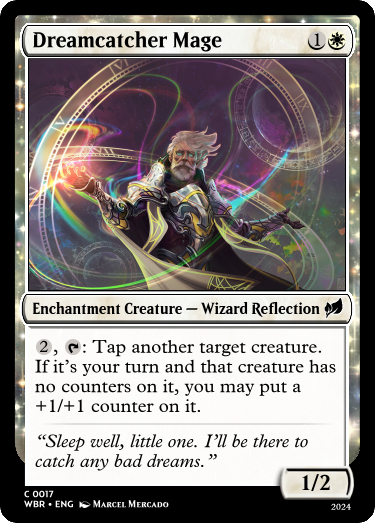 Dreamcatcher Mage 1
Enchantment Creature — Wizard Reflection
2, : Tap another target creature.
If it's your turn and that creature has
no counters on it, you may put a
+1/+1 counter on it.
“Sleep well, little one. I'll be there to
catch any bad dreams.”
1/2
C 0017
WBR • ENG Marcel Mercado
2024